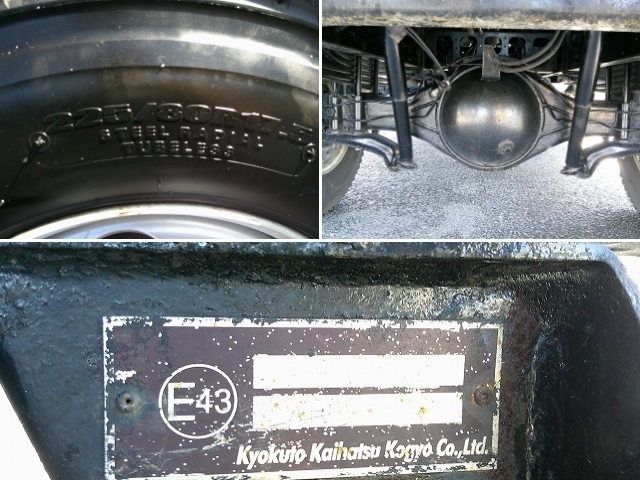 225/80R17.5
STEEL RADIAL
TUBELESS
E43
Kyokuto Kaihatsu Kogyo Co.,Ltd.